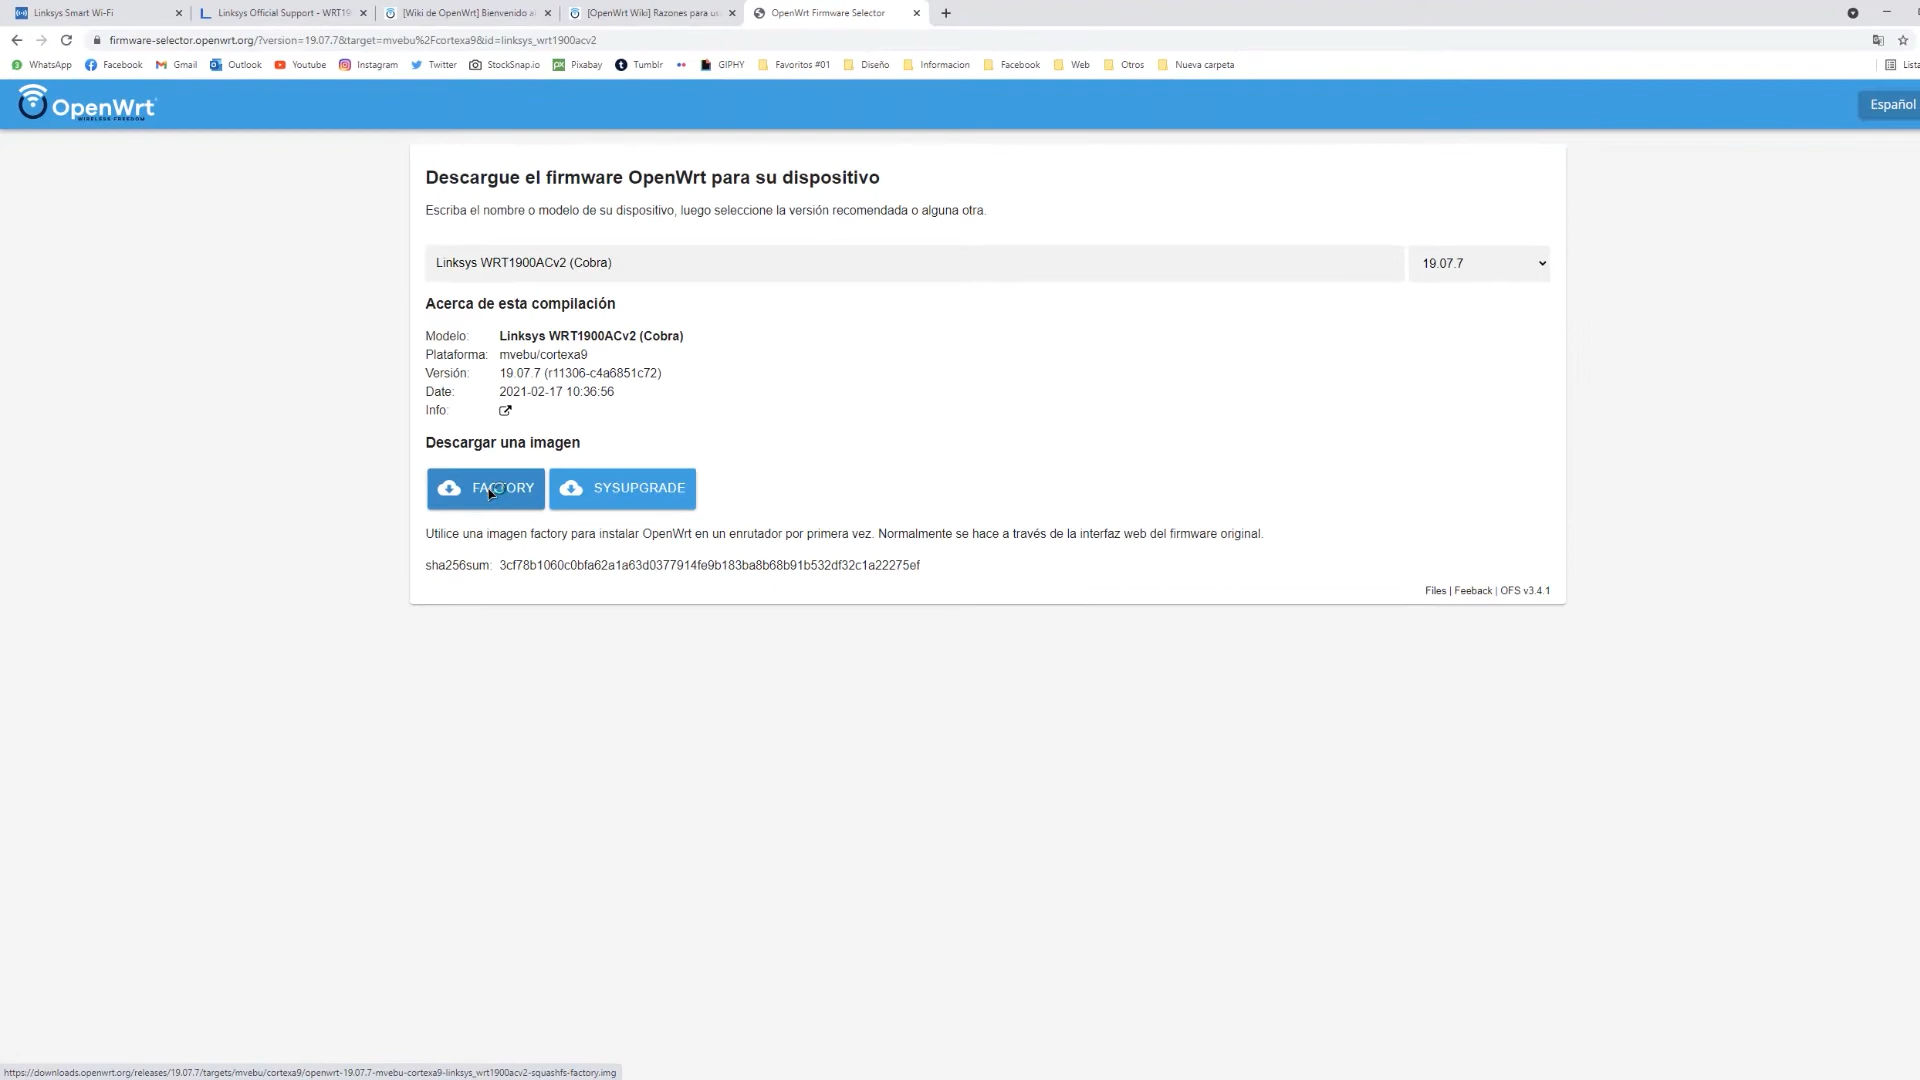 Linksys Smart Wi-Fi
Linksys Official Support - WRT19
[Wiki de OpenWrt] Bienvenido al
[OpenWrt Wiki] Razones para us
OpenWrt Firmware Selector
firmware-selector.openwrt.org/?version=19.07.7&target=mvebu%2Fcortexa9&id=linksys_wrt1900acv2
WhatsApp Facebook Gmail Outlook Youtube Instagram Twitter StockSnap.io Pixabay Tumblr GIPHY Favoritos #01 Diseño Informacion Facebook Web Otros Nueva carpeta Lista
OpenWrt
WIRELESS FREEDOM
Español
Descargue el firmware OpenWrt para su dispositivo
Escriba el nombre o modelo de su dispositivo, luego seleccione la versión recomendada o alguna otra.
Linksys WRT1900ACv2 (Cobra) 19.07.7
Acerca de esta compilación
Modelo: Linksys WRT1900ACv2 (Cobra)
Plataforma: mvebu/cortexa9
Versión: 19.07.7 (r11306-c4a6851c72)
Date: 2021-02-17 10:36:56
Info:
Descargar una imagen
FACTORY SYSUPGRADE
Utilice una imagen factory para instalar OpenWrt en un enrutador por primera vez. Normalmente se hace a través de la interfaz web del firmware original.
sha256sum: 3cf78b1060c0bfa62a1a63d0377914fe9b183ba8b68b91b532df32c1a22275ef
Files | Feeback | OFS v3.4.1
https://downloads.openwrt.org/releases/19.07.7/targets/mvebu/cortexa9/openwrt-19.07.7-mvebu-cortexa9-linksys_wrt1900acv2-squashfs-factory.img